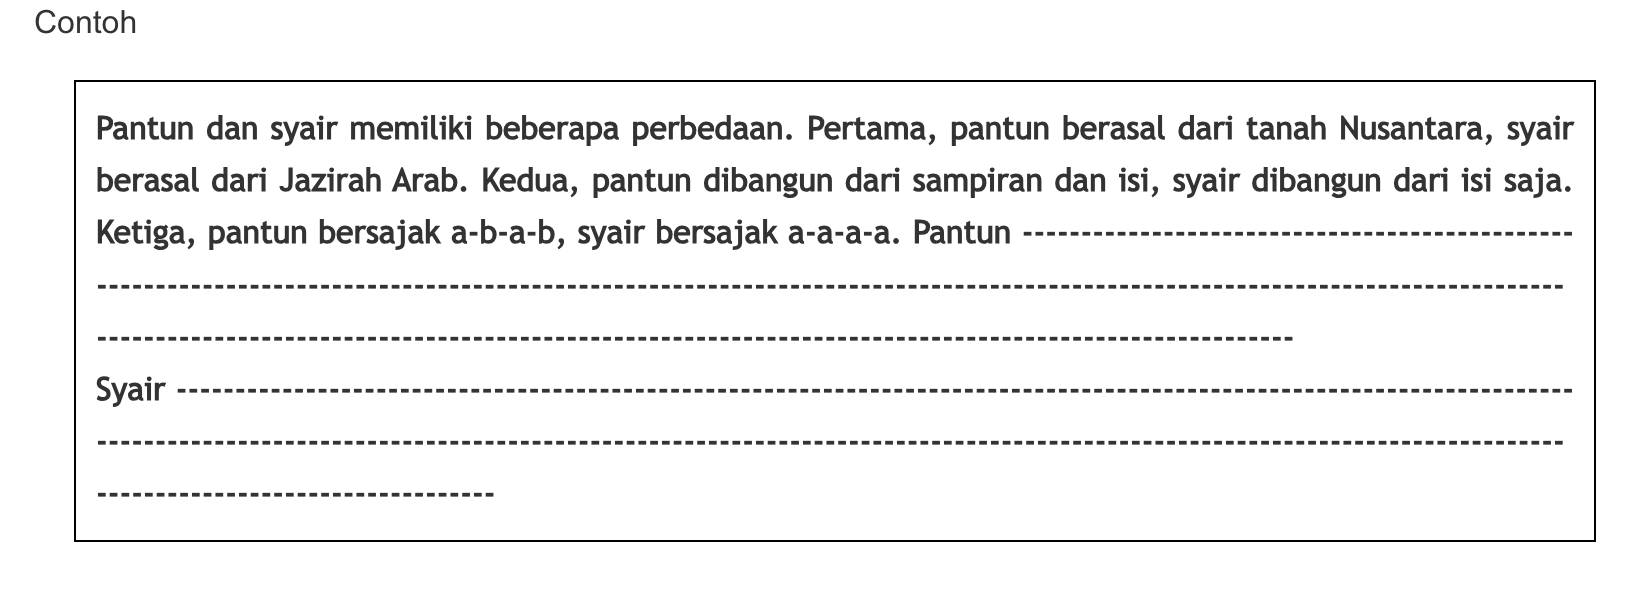 Contoh
Pantun dan syair memiliki beberapa perbedaan. Pertama, pantun berasal dari tanah Nusantara, syair
berasal dari Jazirah Arab. Kedua, pantun dibangun dari sampiran dan isi, syair dibangun dari isi saja.
Ketiga, pantun bersajak a-b-a-b, syair bersajak a-a-a-a. Pantun -----------------------------------------------
-----------------------------------------------------------------------------------------------------------------------------
------------------------------------------------------------------------------------------------------
Syair -----------------------------------------------------------------------------------------------------------------------
-----------------------------------------------------------------------------------------------------------------------------
----------------------------------